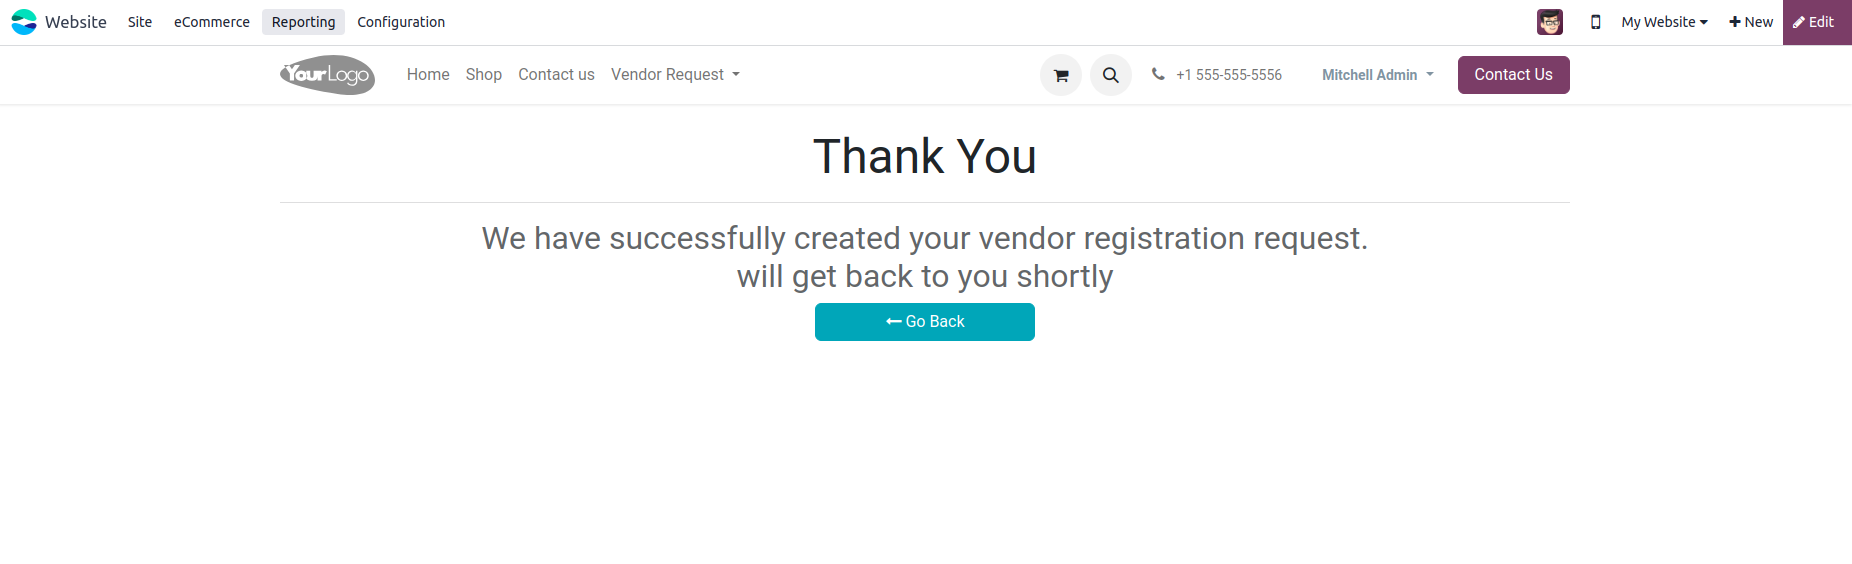 Website Site eCommerce Reporting Configuration My Website New Edit
YourLogo Home Shop Contact us Vendor Request +1 555-555-5556 Mitchell Admin Contact Us
Thank You
We have successfully created your vendor registration request.
will get back to you shortly
Go Back